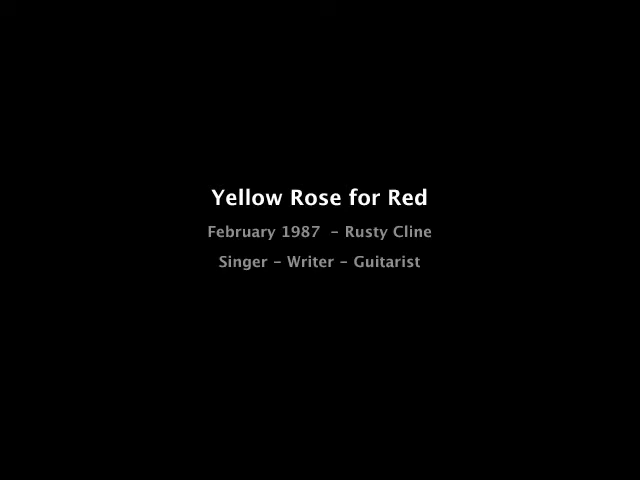 Yellow Rose for Red
February 1987 - Rusty Cline
Singer - Writer - Guitarist